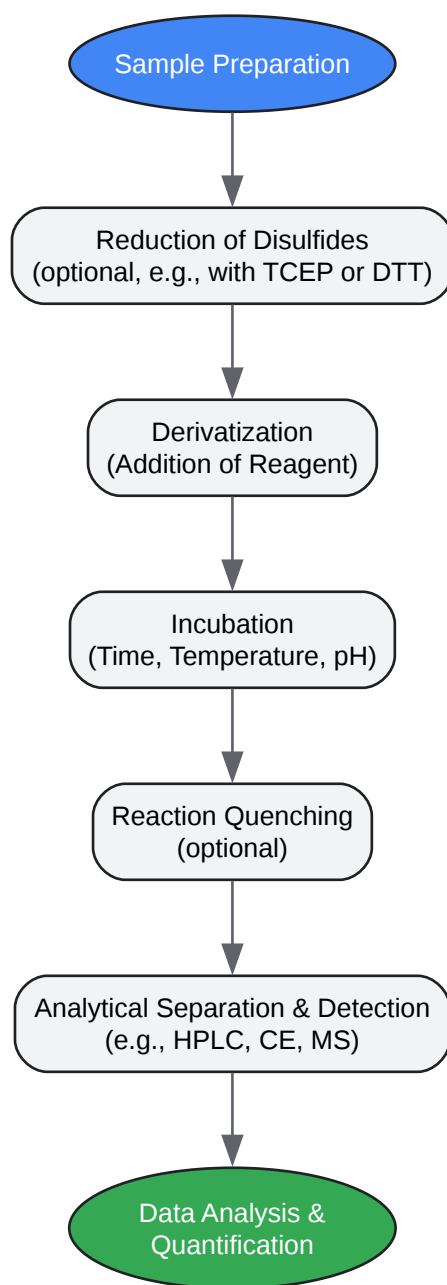 Sample Preparation
Reduction of Disulfides
(optional, e.g., with TCEP or DTT)
Derivatization
(Addition of Reagent)
Incubation
(Time, Temperature, pH)
Reaction Quenching
(optional)
Analytical Separation & Detection
(e.g., HPLC, CE, MS)
Data Analysis &
Quantification